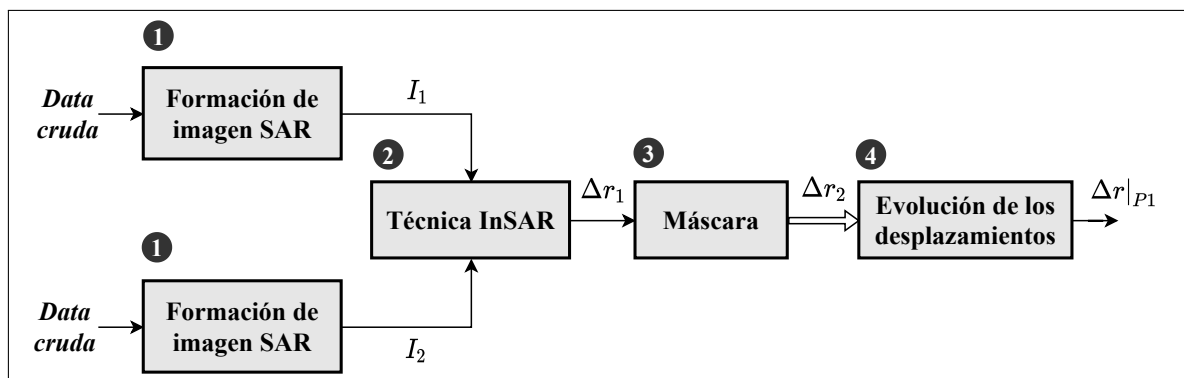 1
Data
cruda
Formación de
imagen SAR
I₁
2
Técnica InSAR
Δr₁
3
Máscara
Δr₂
4
Evolución de los
desplazamientos
Δr|P1
1
Data
cruda
Formación de
imagen SAR
I₂